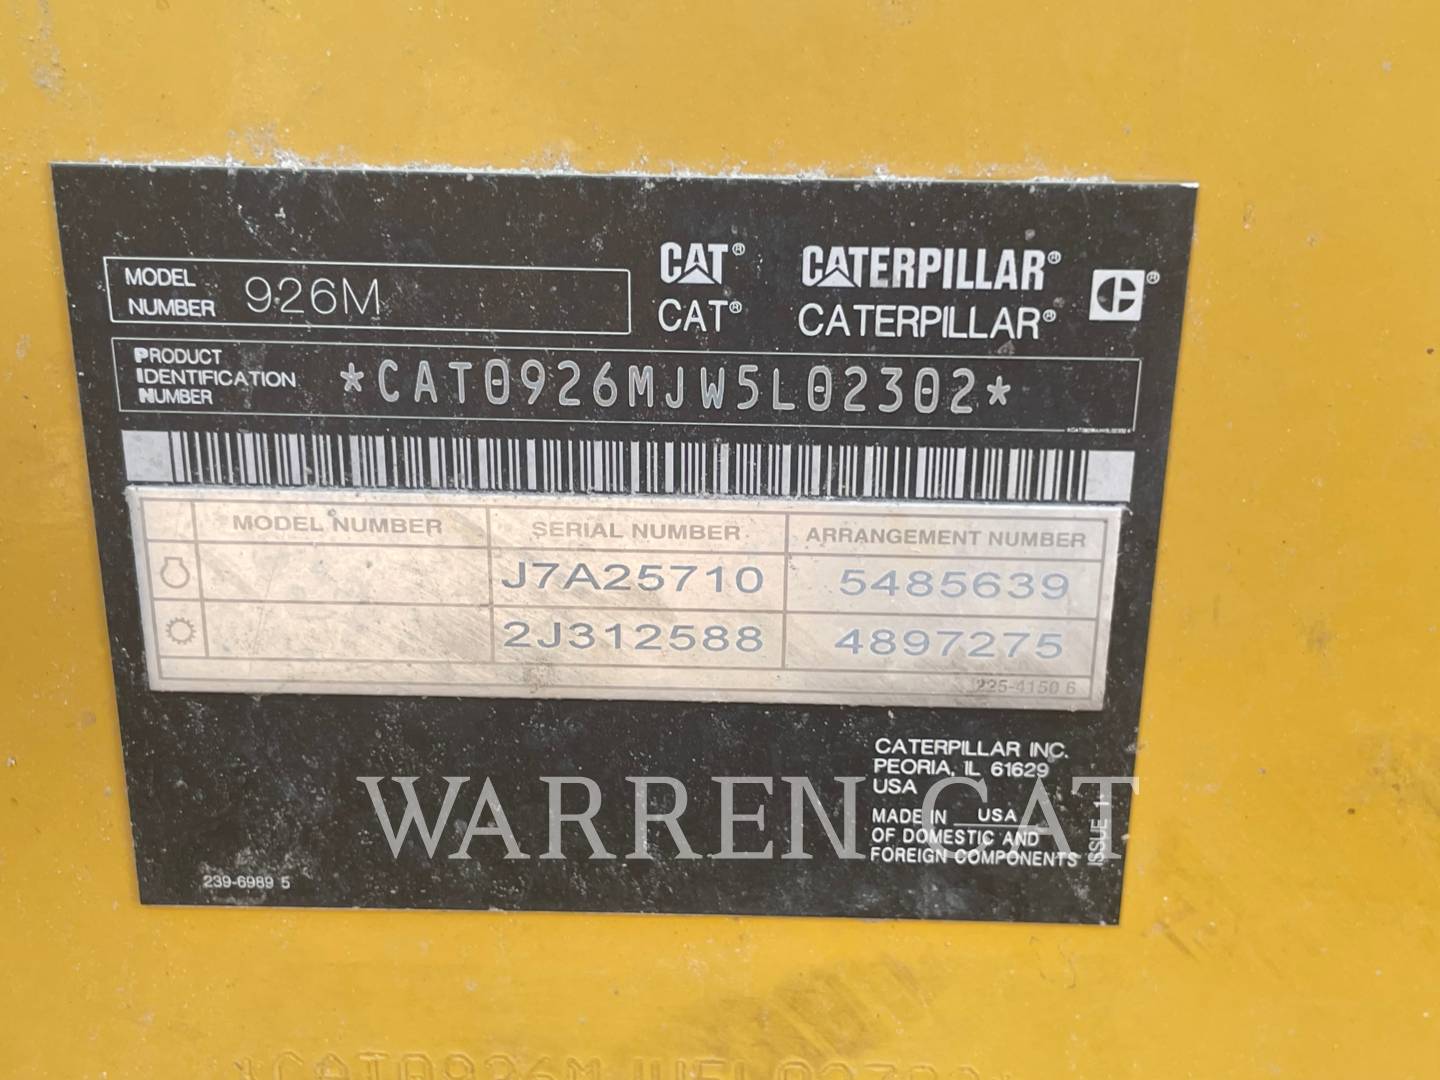 MODEL NUMBER 926M
CAT® CATERPILLAR®
CAT® CATERPILLAR®
PRODUCT IDENTIFICATION NUMBER *CAT0926MJW5L02302*
MODEL NUMBER SERIAL NUMBER ARRANGEMENT NUMBER
J7A25710 5485639
2J312588 4897275
225-4150 6
CATERPILLAR INC.
PEORIA, IL 61629
USA
MADE IN USA
OF DOMESTIC AND
FOREIGN COMPONENTS
ISSUE 1
239-6989 5
WARREN CAT